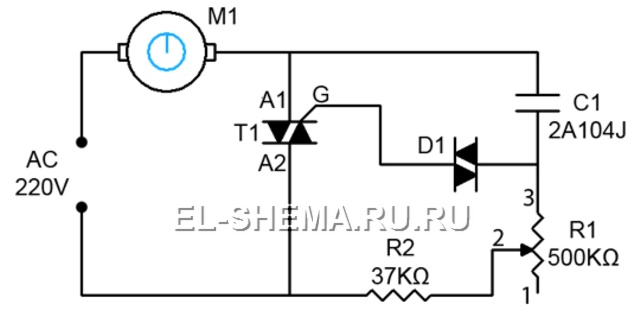 M1
A1
G
C1
2A104J
T1
D1
AC
220V
A2
EL-SHEMA.RU.RU
3
R1
500KΩ
2
R2
37KΩ
1